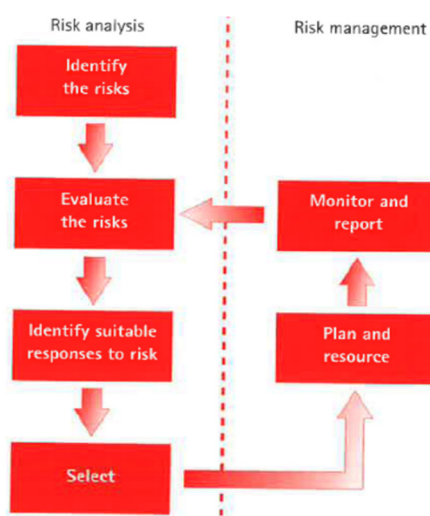 Risk analysis
Risk management
Identify
the risks
Evaluate
the risks
Monitor and
report
Identify suitable
responses to risk
Plan and
resource
Select